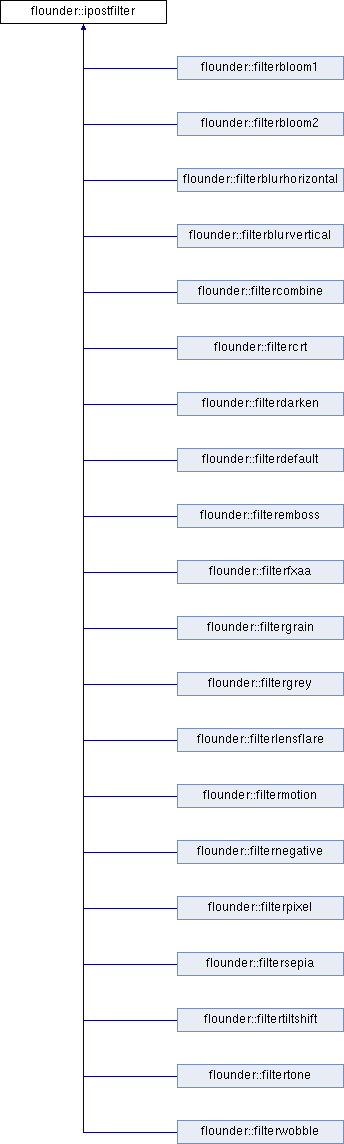 flounder::ipostfilter
flounder::filterbloom1
flounder::filterbloom2
flounder::filterblurhorizontal
flounder::filterblurvertical
flounder::filtercombine
flounder::filtercrt
flounder::filterdarken
flounder::filterdefault
flounder::filteremboss
flounder::filterfxaa
flounder::filtergrain
flounder::filtergrey
flounder::filterlensflare
flounder::filtermotion
flounder::filternegative
flounder::filterpixel
flounder::filtersepia
flounder::filtertiltshift
flounder::filtertone
flounder::filterwobble